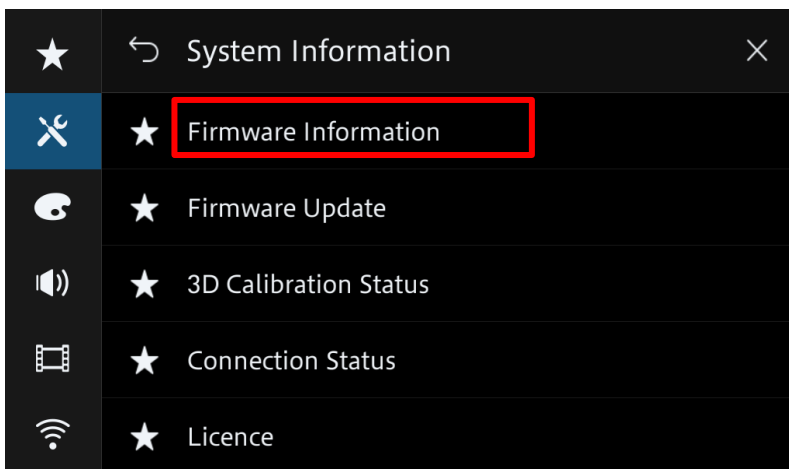 System Information
Firmware Information
Firmware Update
3D Calibration Status
Connection Status
Licence